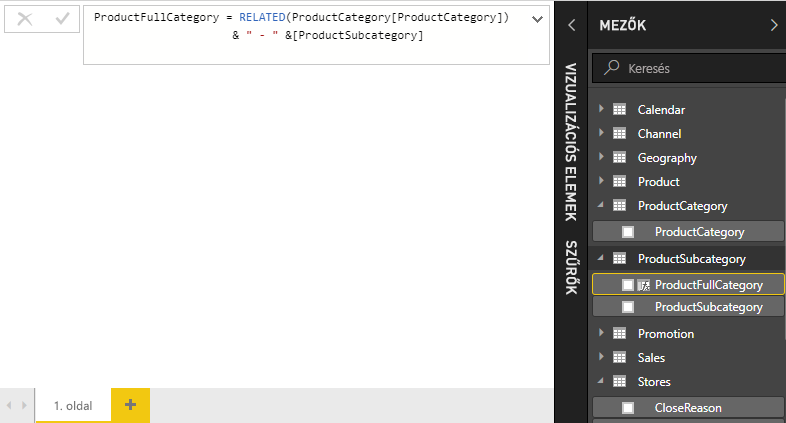 ProductFullCategory = RELATED(ProductCategory[ProductCategory])
& " - " &[ProductSubcategory]
1. oldal
VIZUALIZÁCIÓS ELEMEK
SZŰRŐK
MEZŐK
Keresés
Calendar
Channel
Geography
Product
ProductCategory
ProductCategory
ProductSubcategory
ProductFullCategory
ProductSubcategory
Promotion
Sales
Stores
CloseReason